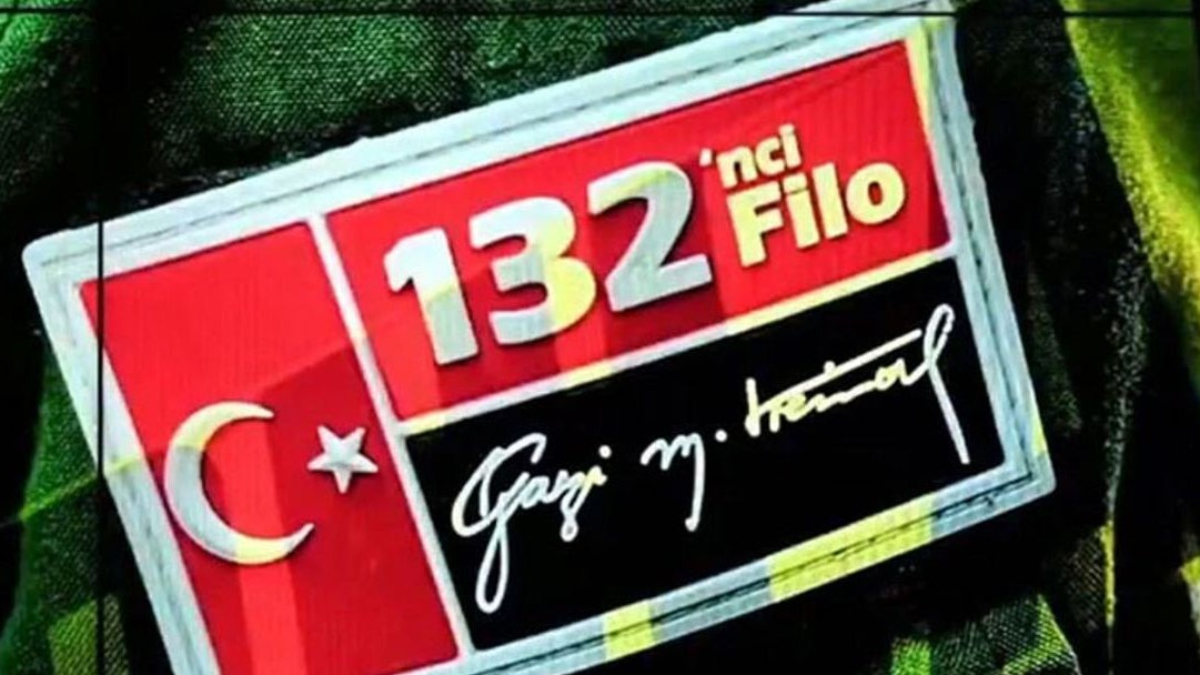 132'nci
Filo
Gazi M. Kemal